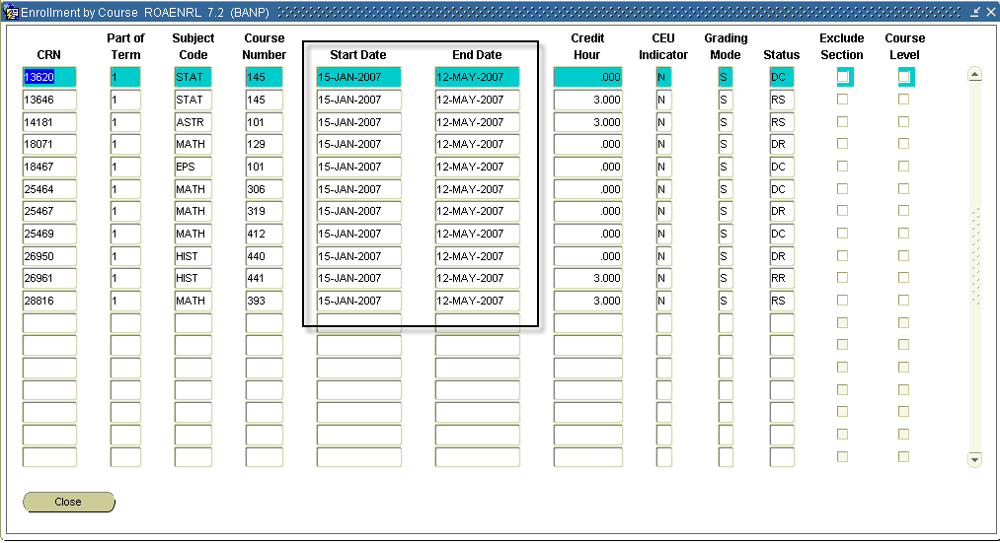 Enrollment by Course ROAENRL 7.2 (BANP)
CRN Part of Term Subject Code Course Number Start Date End Date Credit Hour CEU Indicator Grading Mode Status Exclude Section Course Level
13620 1 STAT 145 15-JAN-2007 12-MAY-2007 .000 N S DC
13646 1 STAT 145 15-JAN-2007 12-MAY-2007 3.000 N S RS
14181 1 ASTR 101 15-JAN-2007 12-MAY-2007 3.000 N S RS
18071 1 MATH 129 15-JAN-2007 12-MAY-2007 .000 N S DR
18467 1 EPS 101 15-JAN-2007 12-MAY-2007 .000 N S DC
25464 1 MATH 306 15-JAN-2007 12-MAY-2007 .000 N S DC
25467 1 MATH 319 15-JAN-2007 12-MAY-2007 .000 N S DR
25469 1 MATH 412 15-JAN-2007 12-MAY-2007 .000 N S DC
26950 1 HIST 440 15-JAN-2007 12-MAY-2007 .000 N S DR
26961 1 HIST 441 15-JAN-2007 12-MAY-2007 3.000 N S RR
28816 1 MATH 393 15-JAN-2007 12-MAY-2007 3.000 N S RS
Close